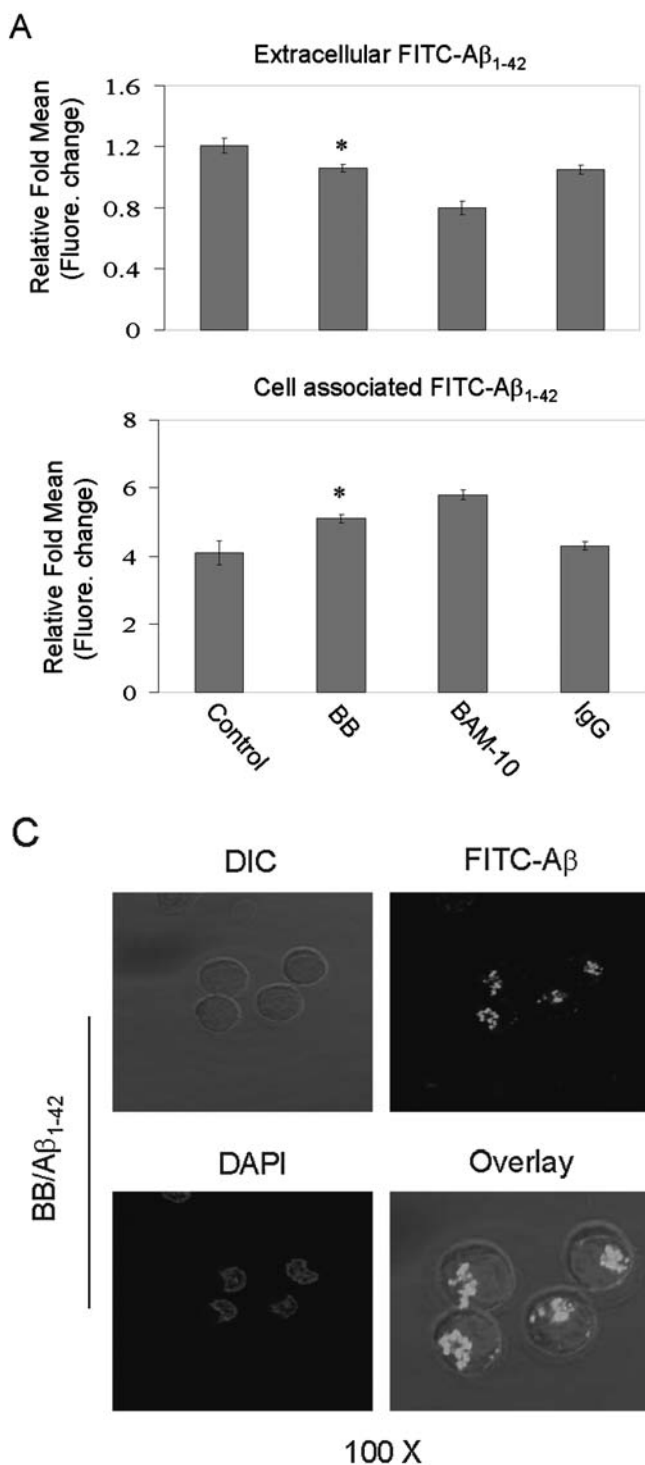 A
Extracellular FITC-Aβ₁₋₄₂
Relative Fold Mean
(Fluore. change)
1.6
1.2
0.8
0.4
0
*
Cell associated FITC-Aβ₁₋₄₂
Relative Fold Mean
(Fluore. change)
8
6
4
2
0
*
Control
BB
BAM-10
IgG
C
DIC
FITC-Aβ
BB/Aβ₁₋₄₂
DAPI
Overlay
100 X